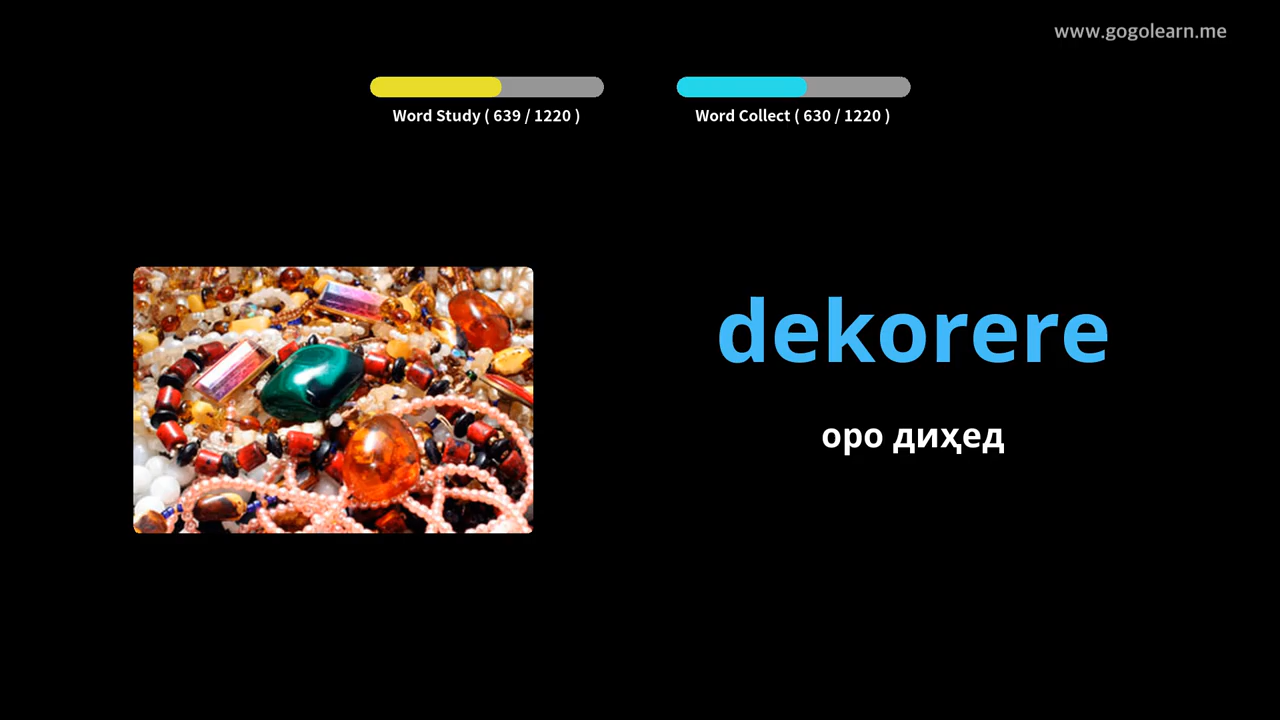 www.gogolearn.me
Word Study ( 639 / 1220 )
Word Collect ( 630 / 1220 )
dekorere
оро диҳед